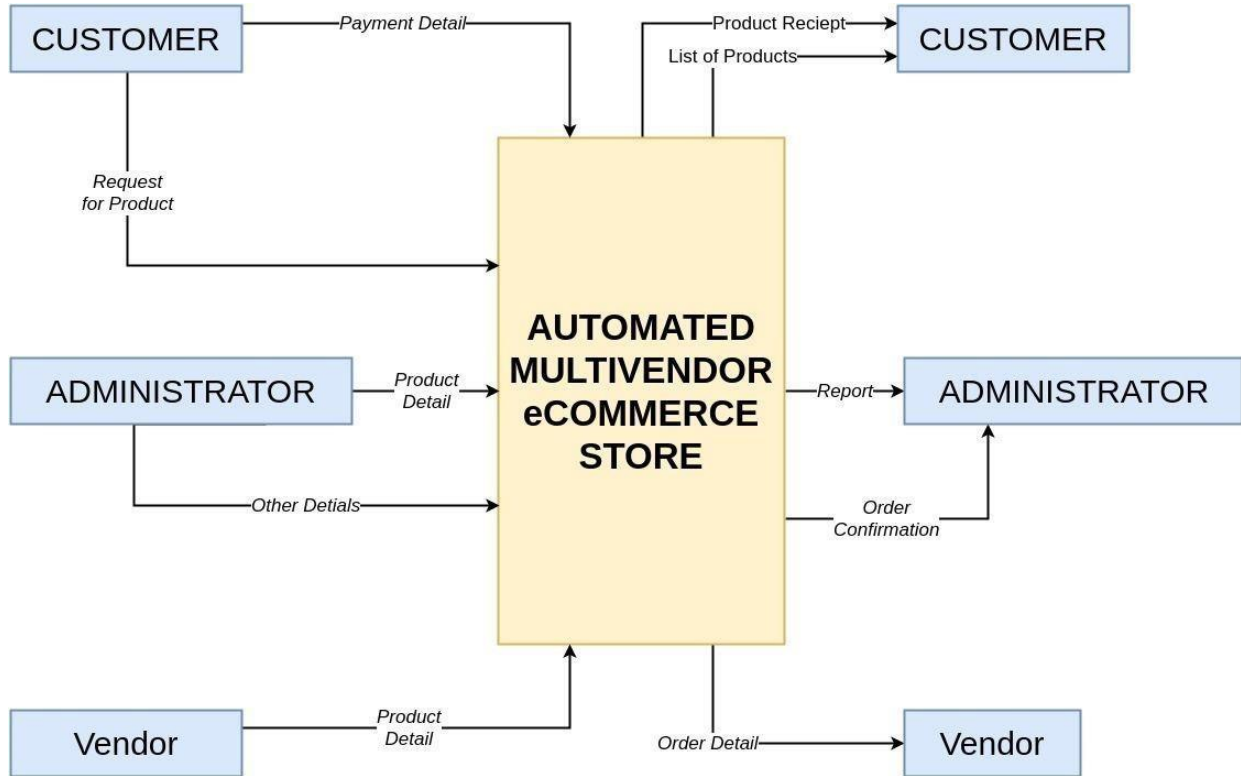 CUSTOMER
Payment Detail
Product Reciept
CUSTOMER
List of Products
Request
for Product
AUTOMATED
MULTIVENDOR
eCOMMERCE
STORE
ADMINISTRATOR
Product
Detail
Report
ADMINISTRATOR
Other Detials
Order
Confirmation
Vendor
Product
Detail
Order Detail
Vendor